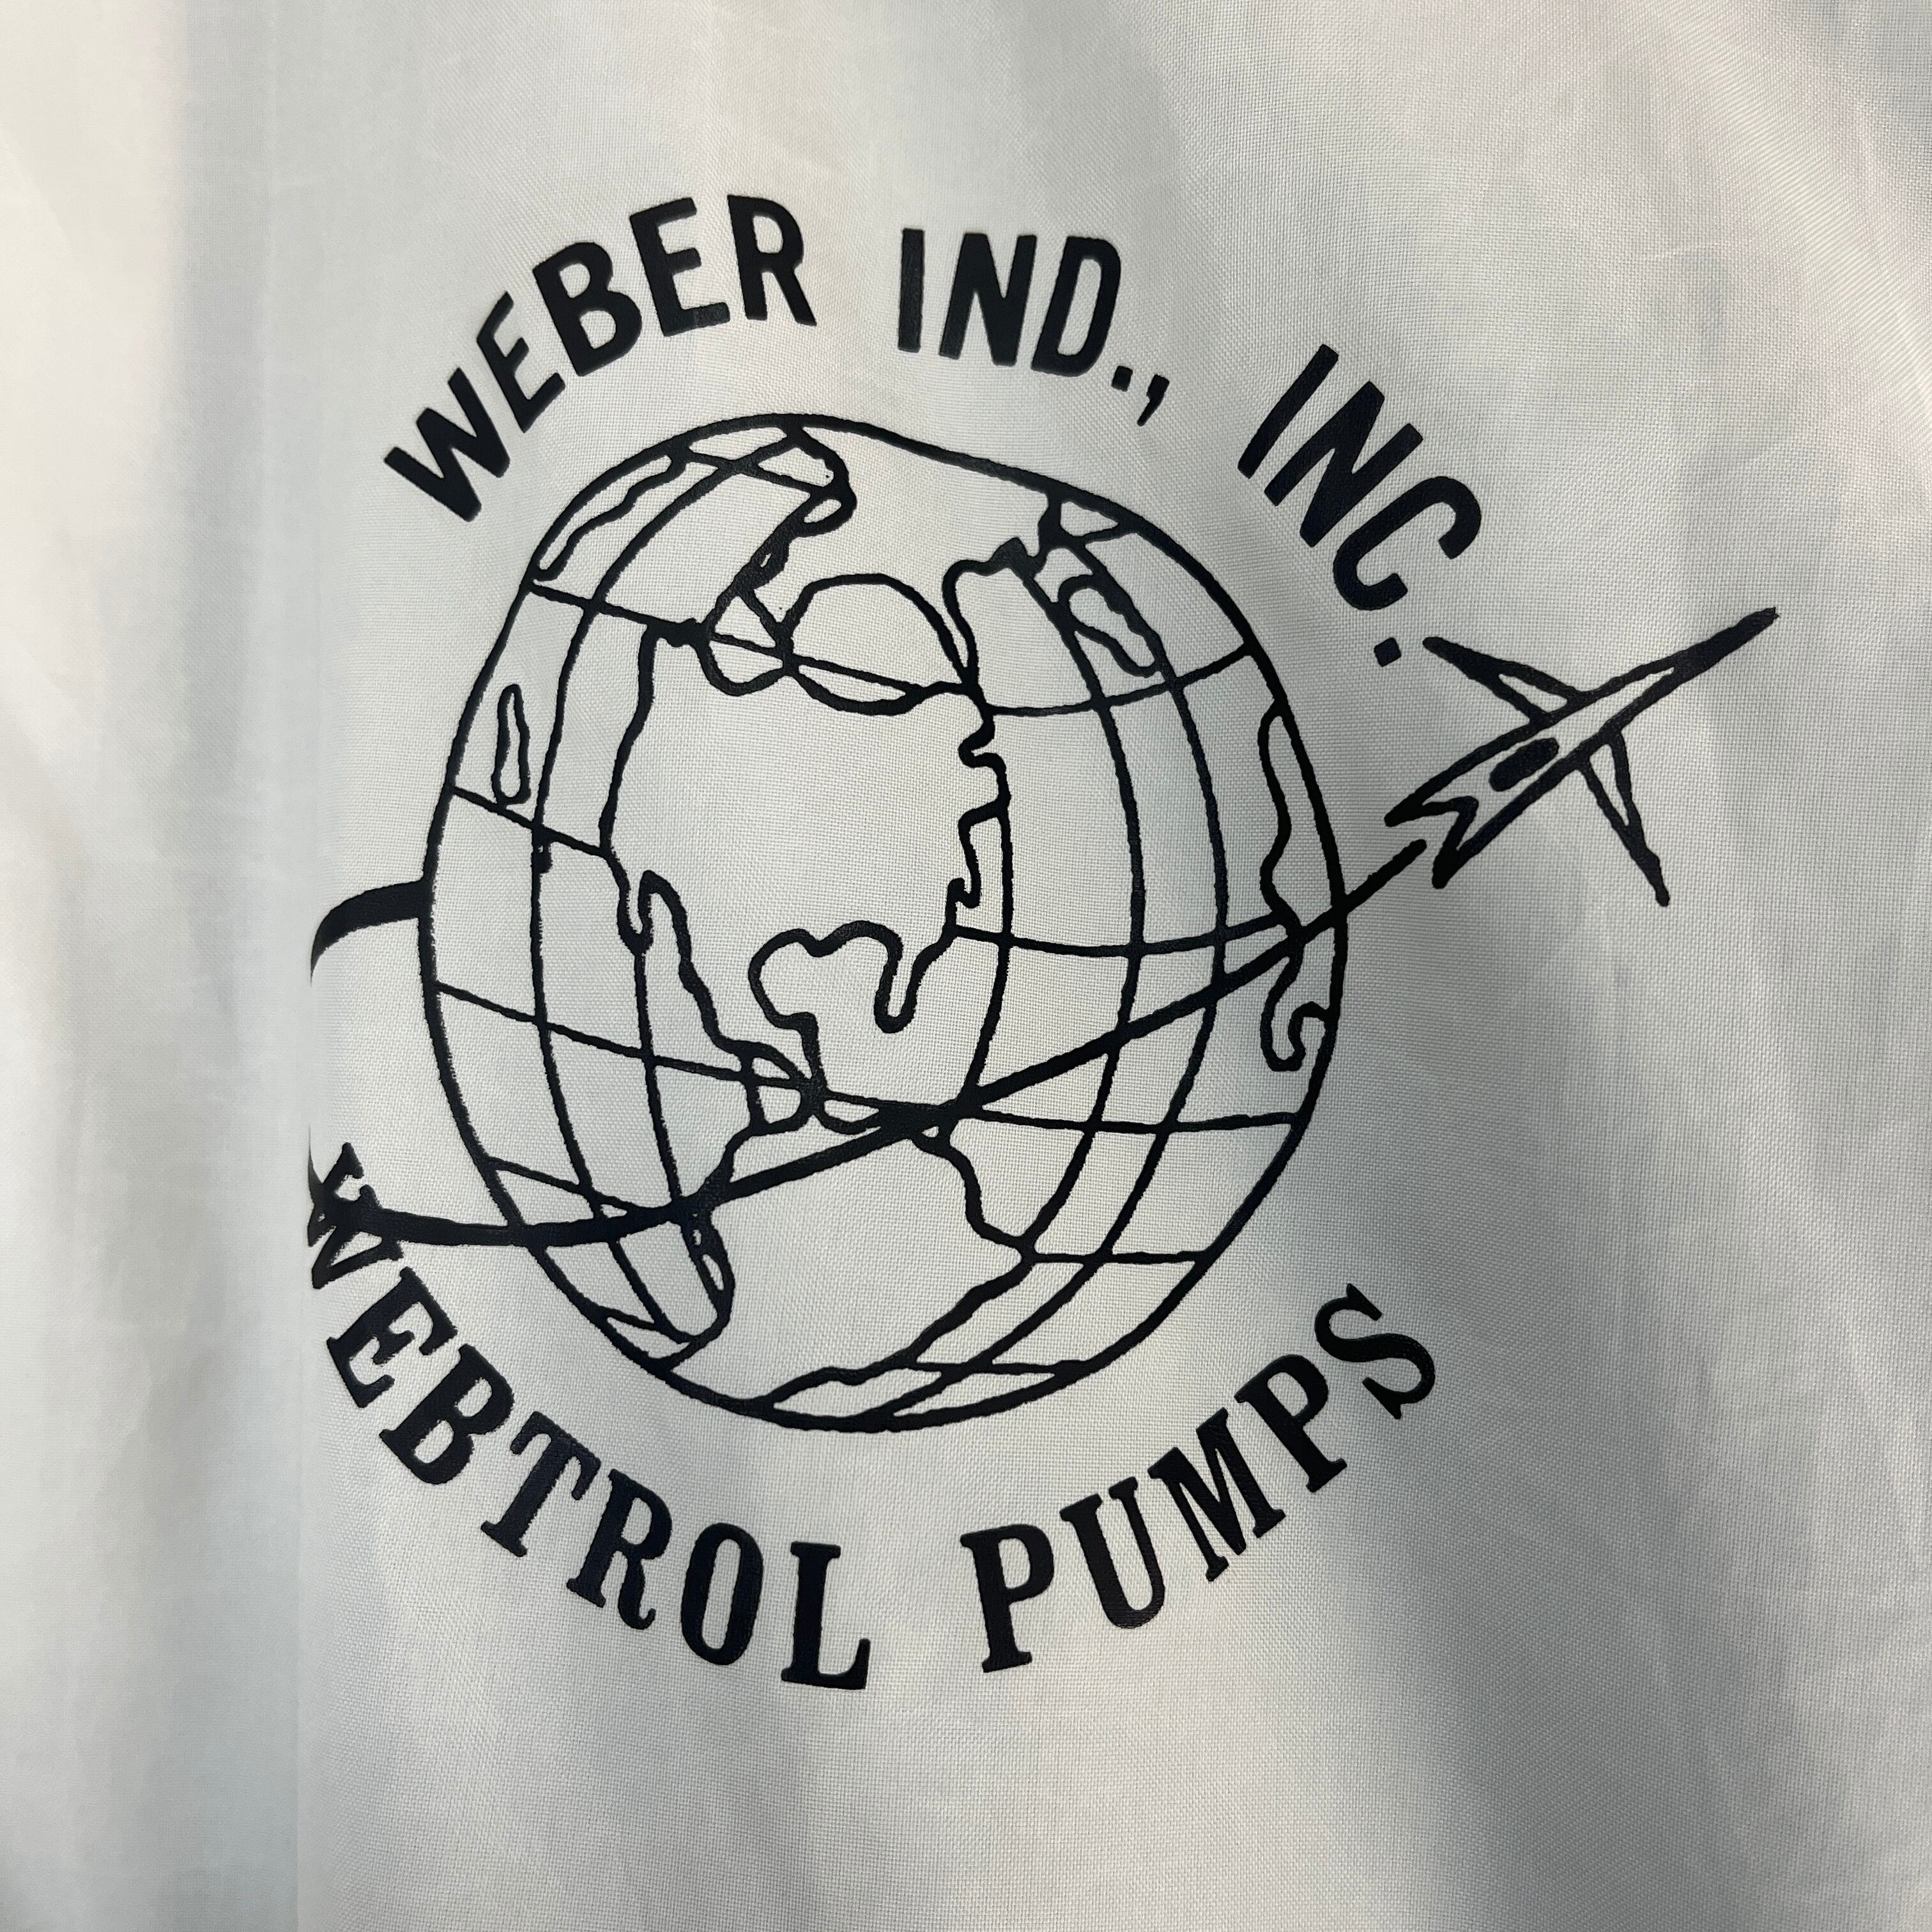 WEBER IND., INC.
WEBTROL PUMPS